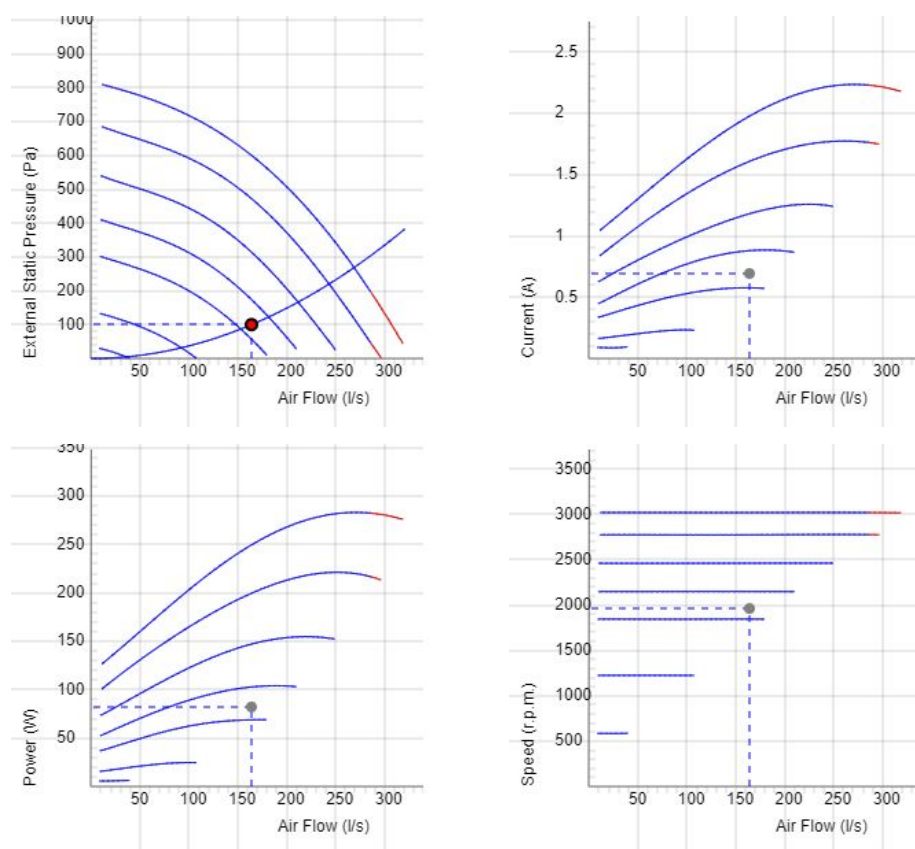 1000
900
800
700
600
500
400
300
200
100
External Static Pressure (Pa)
50 100 150 200 250 300
Air Flow (l/s)
2.5
2
1.5
1
0.5
Current (A)
50 100 150 200 250 300
Air Flow (l/s)
350
300
250
200
150
100
50
Power (W)
50 100 150 200 250 300
Air Flow (l/s)
3500
3000
2500
2000
1500
1000
500
Speed (r.p.m.)
50 100 150 200 250 300
Air Flow (l/s)